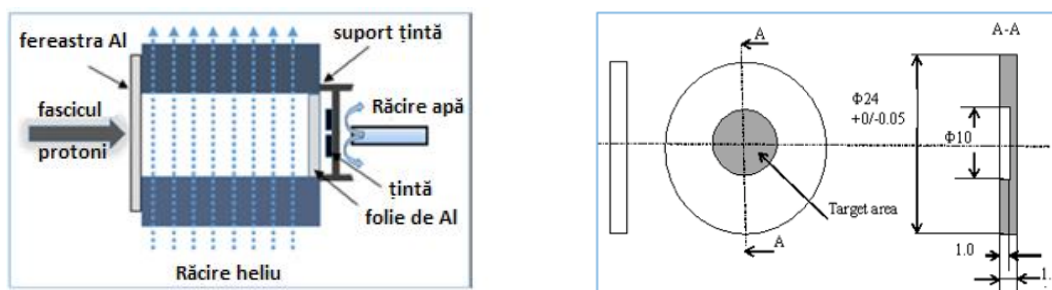 fereastra Al
suport țintă
fascicul
protoni
Răcire apă
țintă
folie de Al
Răcire heliu
A
A
Target area
A-A
Φ24
+0/-0.05
Φ10
1.0